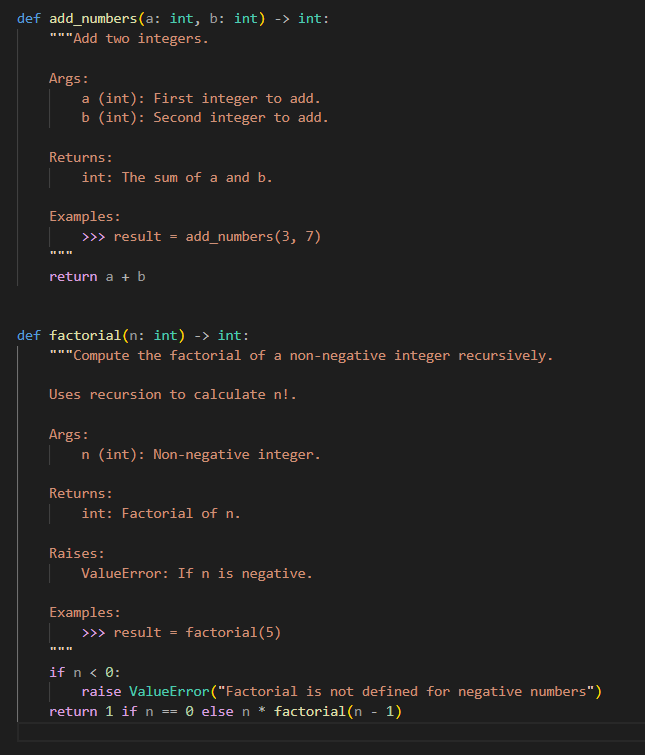 def add_numbers(a: int, b: int) -> int:
    """Add two integers.

    Args:
        a (int): First integer to add.
        b (int): Second integer to add.

    Returns:
        int: The sum of a and b.

    Examples:
        >>> result = add_numbers(3, 7)
    """
    return a + b


def factorial(n: int) -> int:
    """Compute the factorial of a non-negative integer recursively.

    Uses recursion to calculate n!.

    Args:
        n (int): Non-negative integer.

    Returns:
        int: Factorial of n.

    Raises:
        ValueError: If n is negative.

    Examples:
        >>> result = factorial(5)
    """
    if n < 0:
        raise ValueError("Factorial is not defined for negative numbers")
    return 1 if n == 0 else n * factorial(n - 1)